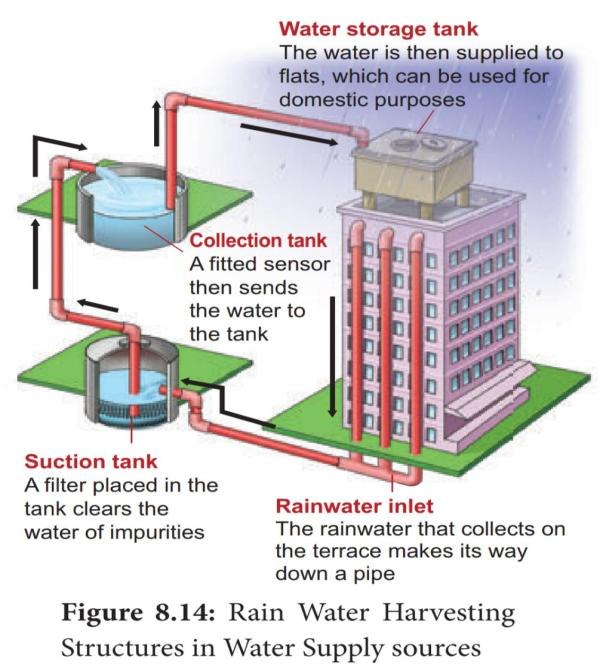 Water storage tank
The water is then supplied to
flats, which can be used for
domestic purposes
Collection tank
A fitted sensor
then sends
the water to
the tank
Suction tank
A filter placed in the
tank clears the
water of impurities
Rainwater inlet
The rainwater that collects on
the terrace makes its way
down a pipe
Figure 8.14: Rain Water Harvesting
Structures in Water Supply sources